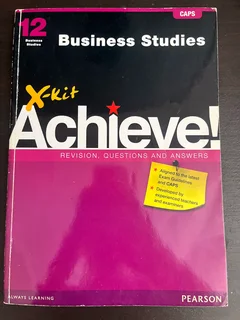 CAPS
12
Business
Studies
Business Studies
X-Kit
Achieve!
REVISION, QUESTIONS AND ANSWERS
Aligned to the latest
Exam Guidelines
and CAPS
Developed by
experienced teachers
and examiners
ALWAYS LEARNING
PEARSON